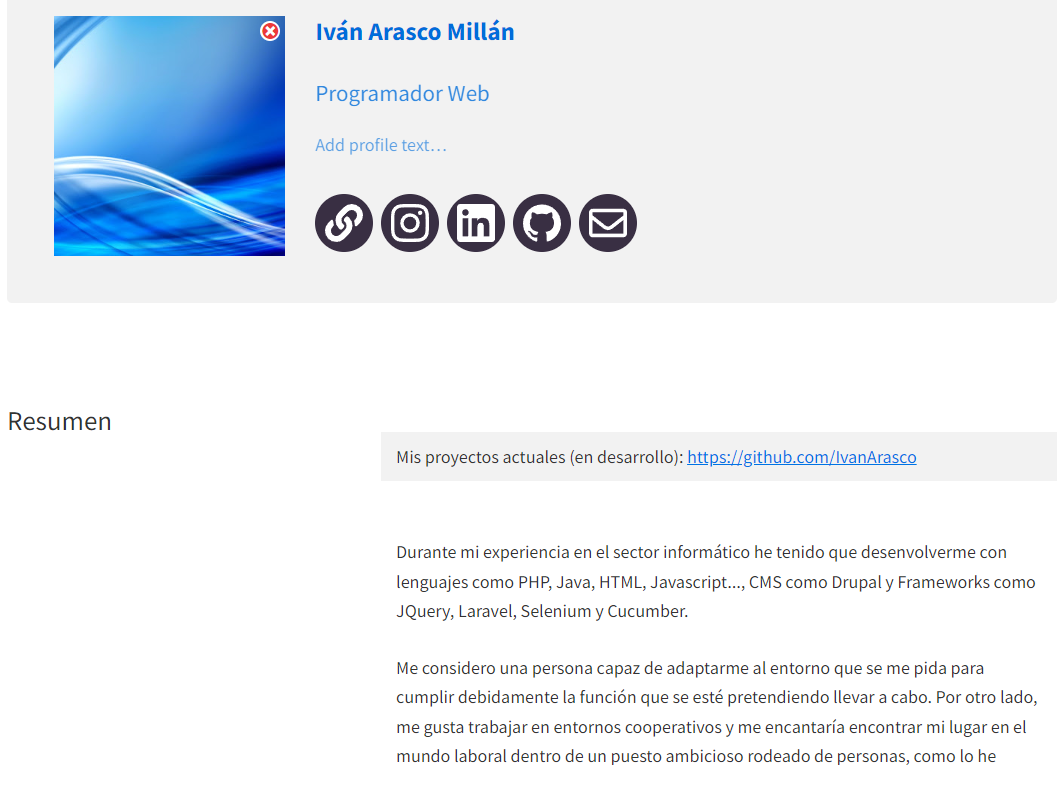 Iván Arasco Millán
Programador Web
Add profile text…
Resumen
Mis proyectos actuales (en desarrollo): https://github.com/IvanArasco
Durante mi experiencia en el sector informático he tenido que desenvolverme con
lenguajes como PHP, Java, HTML, Javascript..., CMS como Drupal y Frameworks como
JQuery, Laravel, Selenium y Cucumber.
Me considero una persona capaz de adaptarme al entorno que se me pida para
cumplir debidamente la función que se esté pretendiendo llevar a cabo. Por otro lado,
me gusta trabajar en entornos cooperativos y me encantaría encontrar mi lugar en el
mundo laboral dentro de un puesto ambicioso rodeado de personas, como lo he